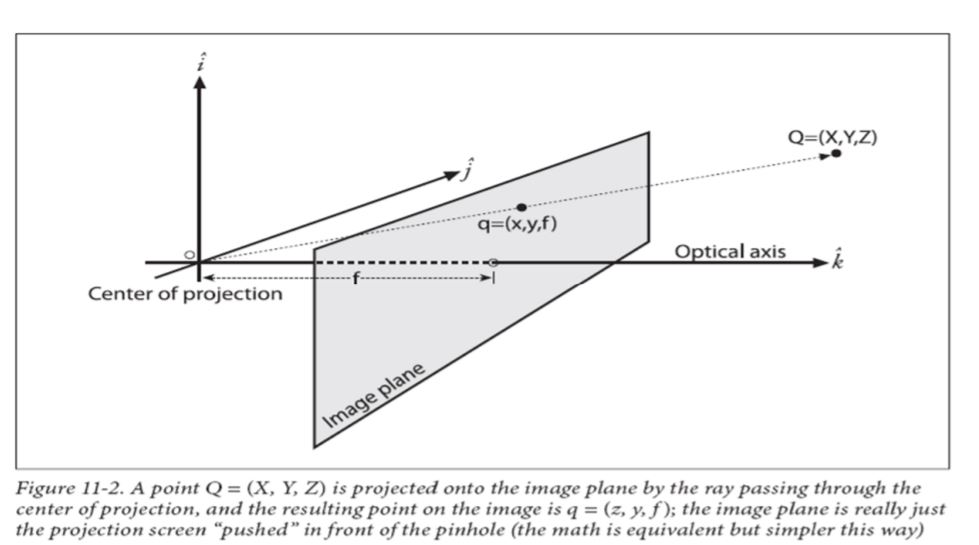 î
ĵ
Q=(X,Y,Z)
q=(x,y,f)
O
Optical axis
k̂
f
Center of projection
Image plane
Figure 11-2. A point Q = (X, Y, Z) is projected onto the image plane by the ray passing through the
center of projection, and the resulting point on the image is q = (z, y, f); the image plane is really just
the projection screen “pushed” in front of the pinhole (the math is equivalent but simpler this way)